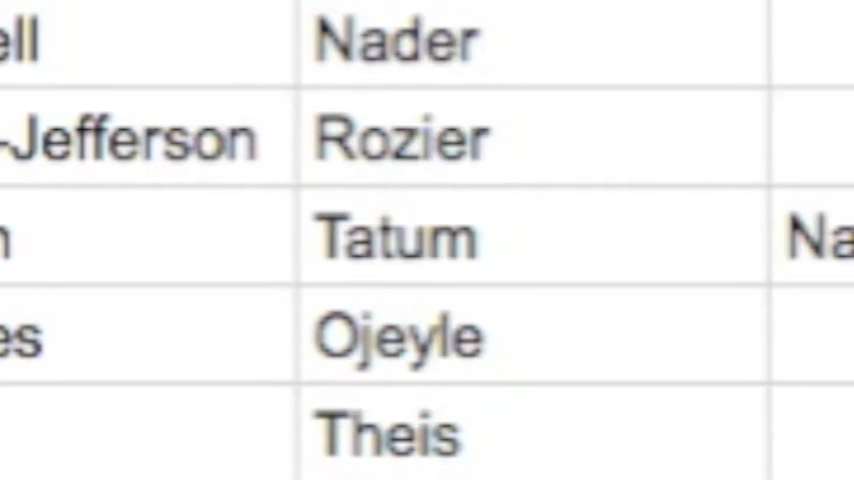 ell Nader
-Jefferson Rozier
n Tatum Na
es Ojeyle
Theis